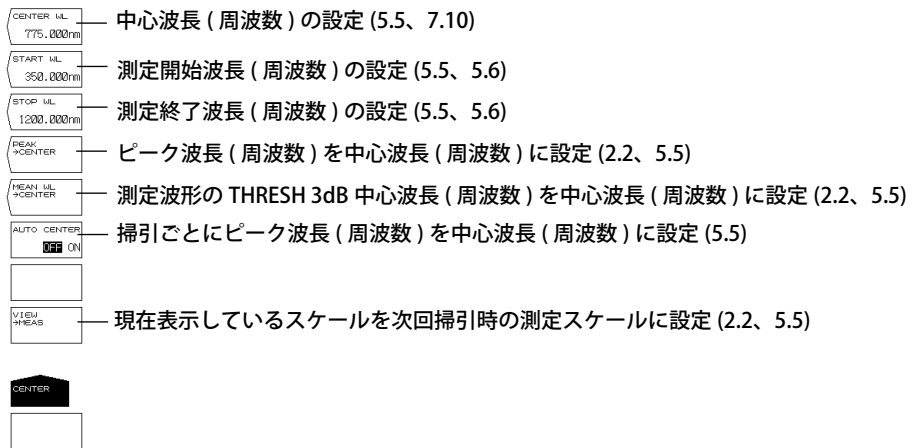 CENTER WL
775.000nm
中心波長 ( 周波数 ) の設定 (5.5、7.10)
START WL
350.000nm
測定開始波長 ( 周波数 ) の設定 (5.5、5.6)
STOP WL
1200.000nm
測定終了波長 ( 周波数 ) の設定 (5.5、5.6)
PEAK
→CENTER
ピーク波長 ( 周波数 ) を中心波長 ( 周波数 ) に設定 (2.2、5.5)
MEAN WL
→CENTER
測定波形の THRESH 3dB 中心波長 ( 周波数 ) を中心波長 ( 周波数 ) に設定 (2.2、5.5)
AUTO CENTER
OFF ON
掃引ごとにピーク波長 ( 周波数 ) を中心波長 ( 周波数 ) に設定 (5.5)
VIEW
→MEAS
現在表示しているスケールを次回掃引時の測定スケールに設定 (2.2、5.5)
CENTER